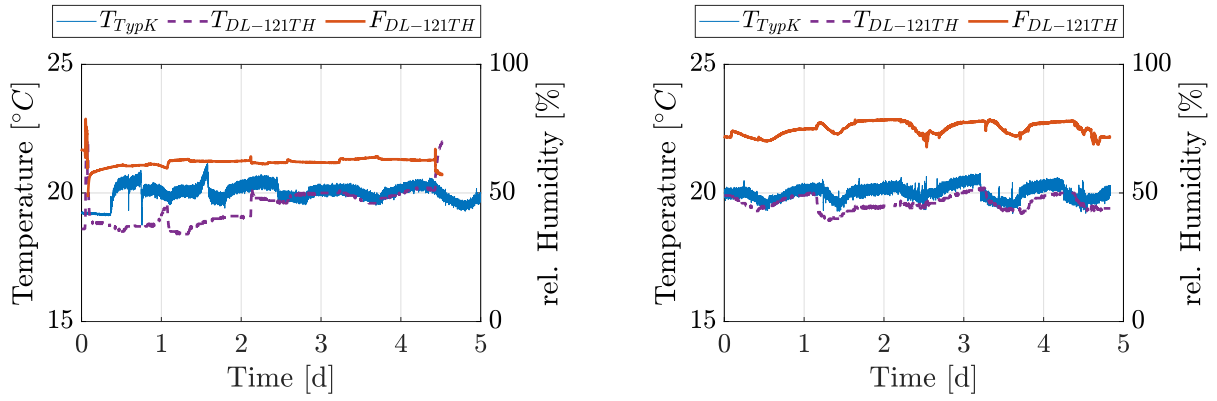 T_TypK T_DL−121TH F_DL−121TH
25
20
15
Temperature [°C]
100
50
0
rel. Humidity [%]
0 1 2 3 4 5
Time [d]
T_TypK T_DL−121TH F_DL−121TH
25
20
15
Temperature [°C]
100
50
0
rel. Humidity [%]
0 1 2 3 4 5
Time [d]